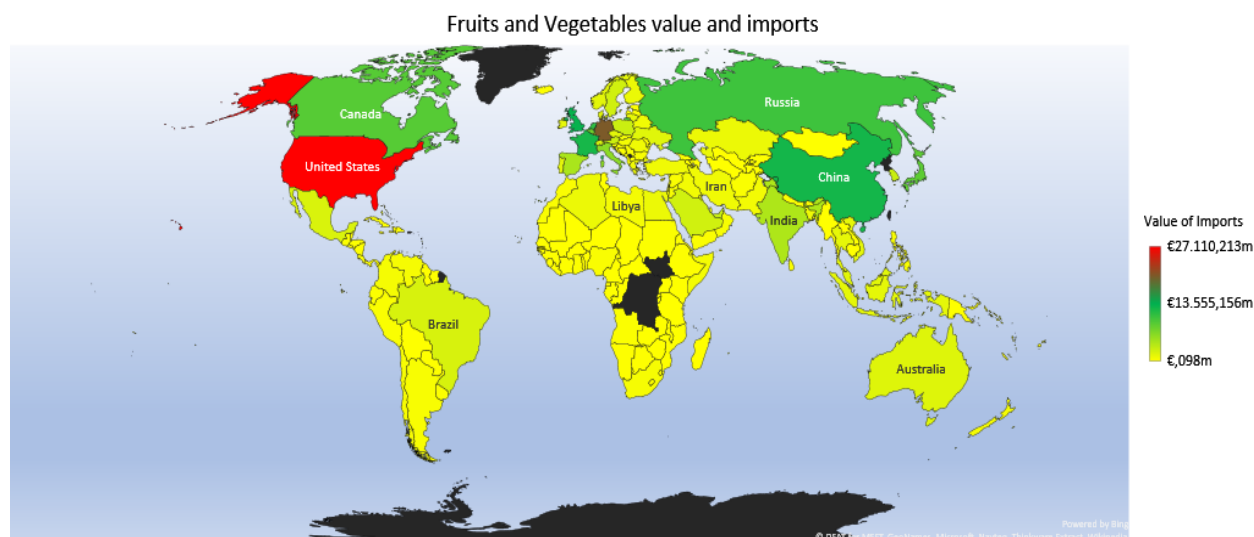 Fruits and Vegetables value and imports
Canada
Russia
United States
China
Iran
Libya
India
Brazil
Australia
Value of Imports
€27.110,213m
€13.555,156m
€,098m
Powered by Bing